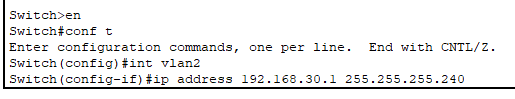 Switch>en
Switch#conf t
Enter configuration commands, one per line.  End with CNTL/Z.
Switch(config)#int vlan2
Switch(config-if)#ip address 192.168.30.1 255.255.255.240